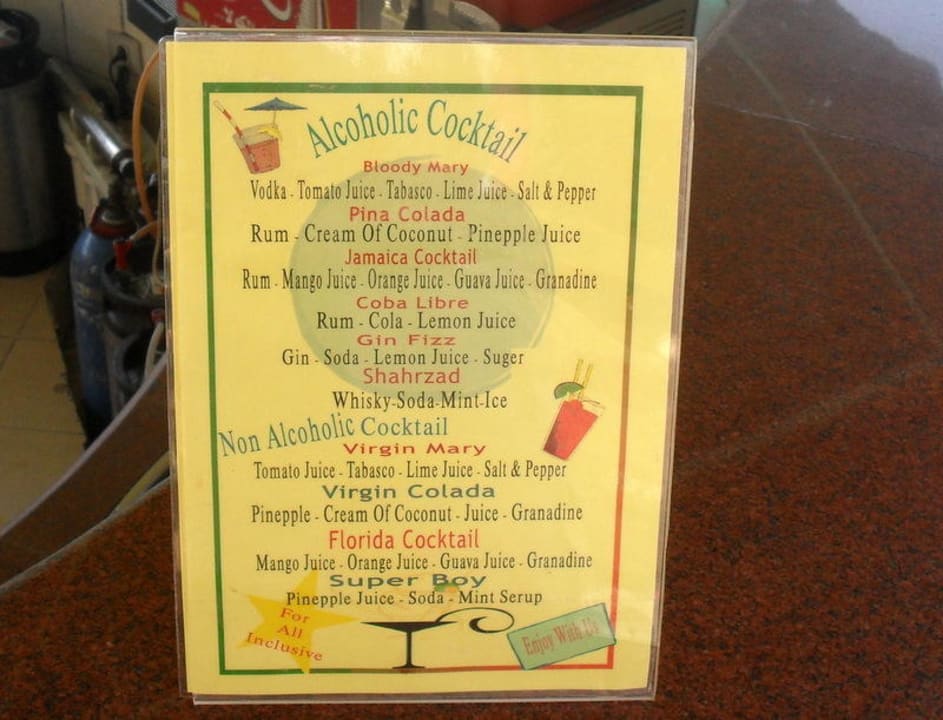 Alcoholic Cocktail
Bloody Mary
Vodka - Tomato Juice - Tabasco - Lime Juice - Salt & Pepper
Pina Colada
Rum - Cream Of Coconut - Pinepple Juice
Jamaica Cocktail
Rum - Mango Juice - Orange Juice - Guava Juice - Granadine
Coba Libre
Rum - Cola - Lemon Juice
Gin Fizz
Gin - Soda - Lemon Juice - Suger
Shahrzad
Whisky-Soda-Mint-Ice
Non Alcoholic Cocktail
Virgin Mary
Tomato Juice - Tabasco - Lime Juice - Salt & Pepper
Virgin Colada
Pinepple - Cream Of Coconut - Juice - Granadine
Florida Cocktail
Mango Juice - Orange Juice - Guava Juice - Granadine
Super Boy
Pinepple Juice - Soda - Mint Serup
For
All
Inclusive
Enjoy With Us